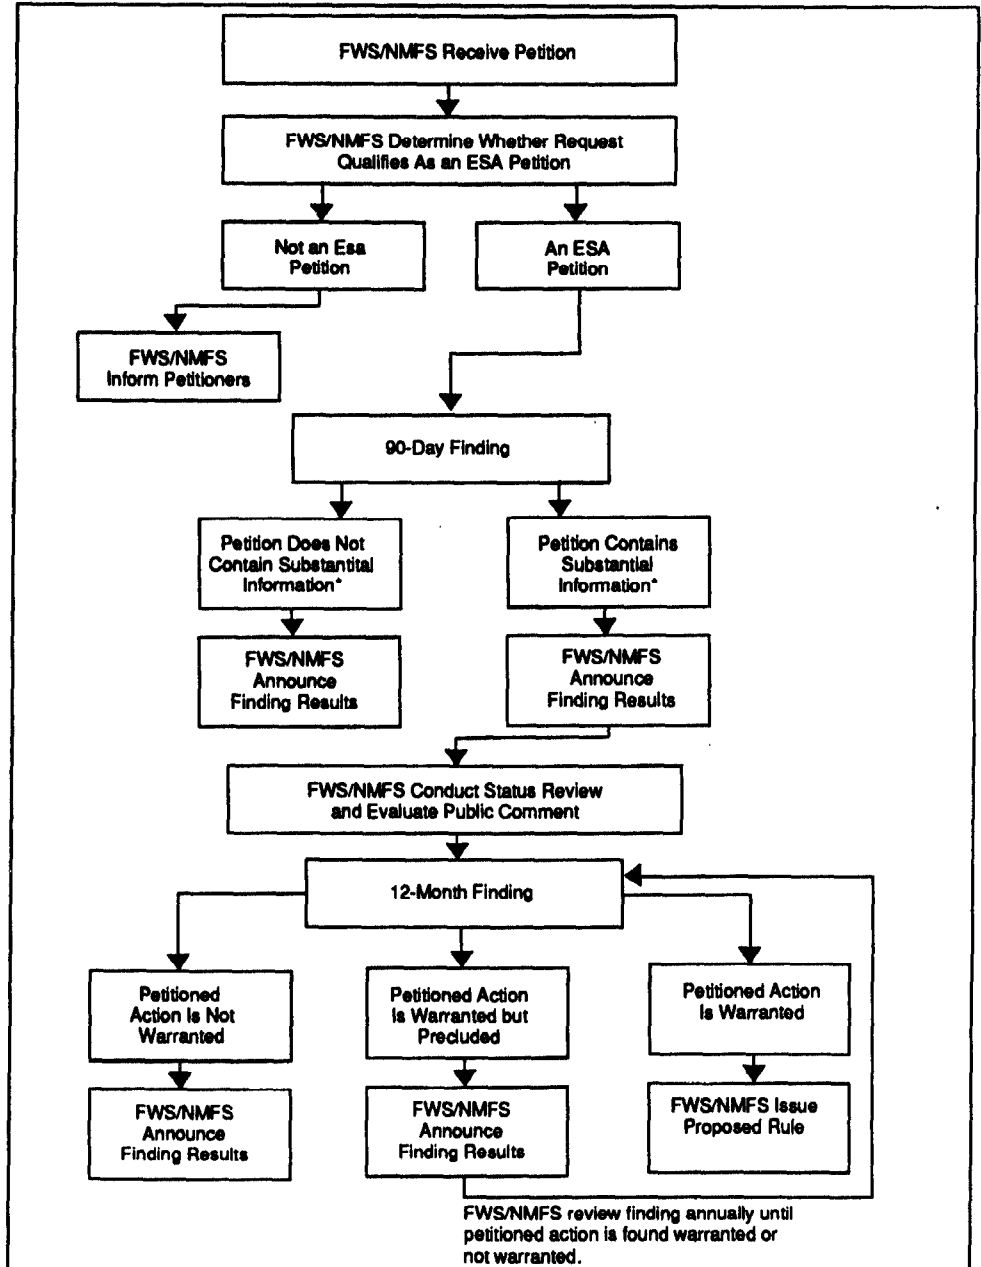 FWS/NMFS Receive Petition
FWS/NMFS Determine Whether Request
Qualifies As an ESA Petition
Not an Esa
Petition
An ESA
Petition
FWS/NMFS
Inform Petitioners
90-Day Finding
Petition Does Not
Contain Substantital
Information*
Petition Contains
Substantial
Information*
FWS/NMFS
Announce
Finding Results
FWS/NMFS
Announce
Finding Results
FWS/NMFS Conduct Status Review
and Evaluate Public Comment
12-Month Finding
Petitioned
Action Is Not
Warranted
Petitioned Action
Is Warranted but
Precluded
Petitioned Action
Is Warranted
FWS/NMFS
Announce
Finding Results
FWS/NMFS
Announce
Finding Results
FWS/NMFS Issue
Proposed Rule
FWS/NMFS review finding annually until
petitioned action is found warranted or
not warranted.